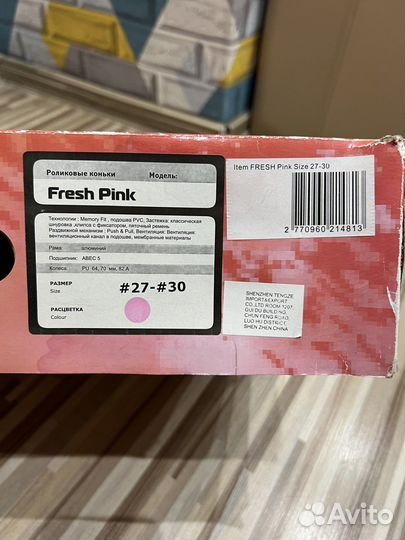 Роликовые коньки Модель:
Fresh Pink
Технологии : Memory Fit , подошва PVC, Застежка: классическая
шнуровка ,клипса с фиксатором, пяточный ремень.
Раздвижной механизм : Push & Pull, Вентиляция: Вентиляция
вентиляционный канал в подошве, мембранные материалы
Рама: алюминий
Подшипник: ABEC 5
Колеса: PU 64, 70 мм, 82 A
РАЗМЕР
Size
#27-#30
РАСЦВЕТКА
Colour
Item FRESH Pink Size 27-30
2 770960 214813
SHENZHEN TENGZE
IMPORT&EXPORT
CO.,LTD ROOM 1207,
GUI DU BUILDING,
CHUN FENG ROAD,
LUO HU DISTRICT,
SHEN ZHEN CHINA
Avito